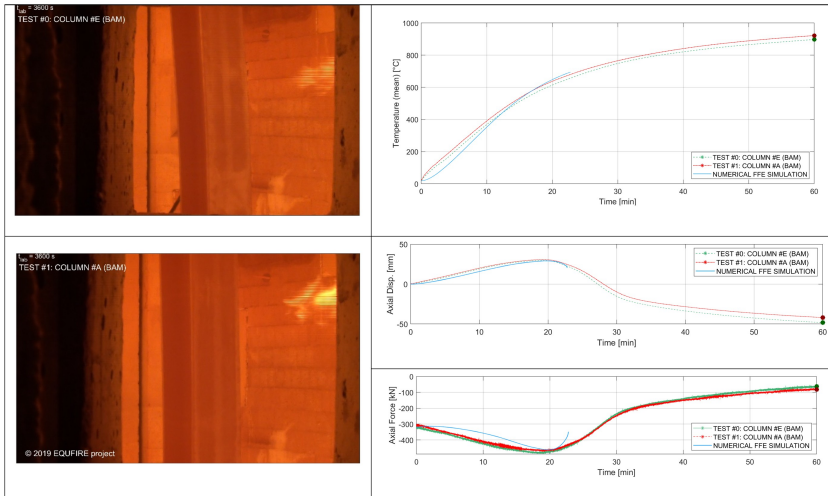 t_lab = 3600 s
TEST #0: COLUMN #E (BAM)
1000
800
600
400
200
0
Temperature (mean) [°C]
0 10 20 30 40 50 60
Time [min]
TEST #0: COLUMN #E (BAM)
TEST #1: COLUMN #A (BAM)
NUMERICAL FFE SIMULATION
t_lab = 3600 s
TEST #1: COLUMN #A (BAM)
© 2019 EQUFIRE project
50
0
-50
Axial Disp. [mm]
0 10 20 30 40 50 60
Time [min]
TEST #0: COLUMN #E (BAM)
TEST #1: COLUMN #A (BAM)
NUMERICAL FFE SIMULATION
0
-100
-200
-300
-400
Axial Force [kN]
0 10 20 30 40 50 60
Time [min]
TEST #0: COLUMN #E (BAM)
TEST #1: COLUMN #A (BAM)
NUMERICAL FFE SIMULATION